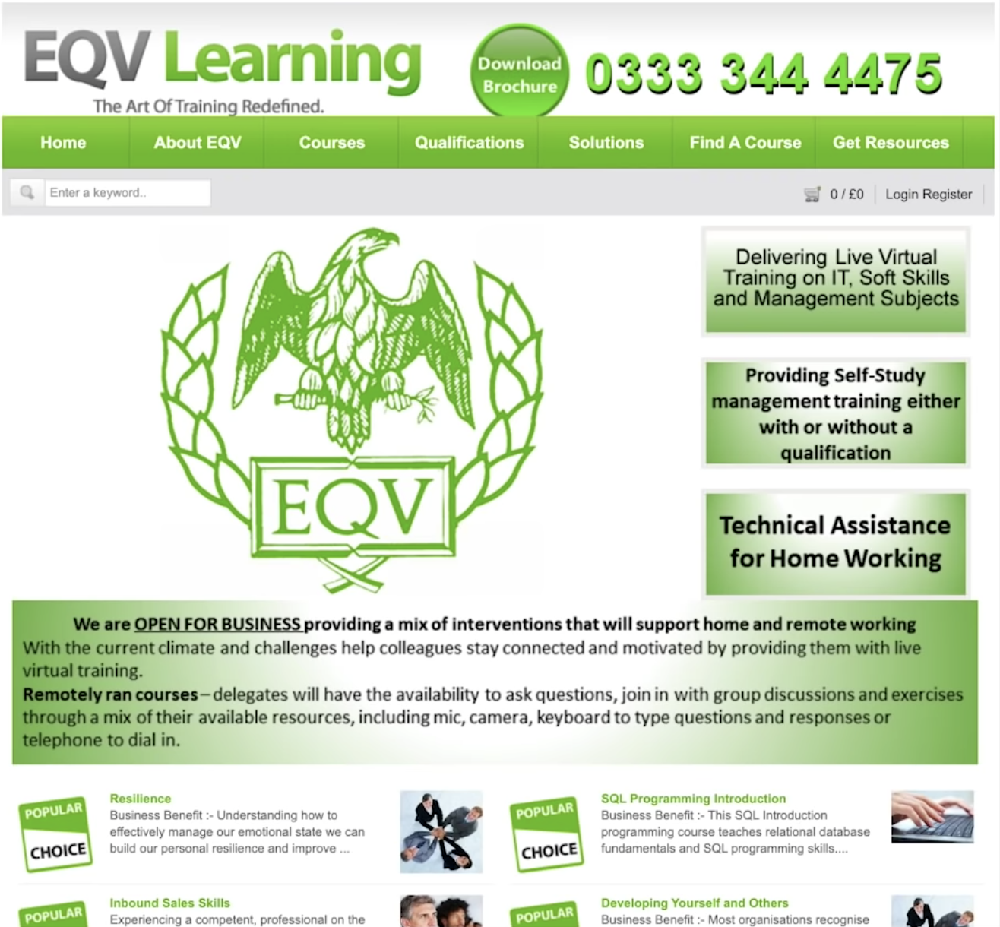 EQV Learning
The Art Of Training Redefined.
Download
Brochure
0333 344 4475
Home
About EQV
Courses
Qualifications
Solutions
Find A Course
Get Resources
Enter a keyword..
0 / £0
Login Register
EQV
Delivering Live Virtual
Training on IT, Soft Skills
and Management Subjects
Providing Self-Study
management training either
with or without a
qualification
Technical Assistance
for Home Working
We are OPEN FOR BUSINESS providing a mix of interventions that will support home and remote working
With the current climate and challenges help colleagues stay connected and motivated by providing them with live
virtual training.
Remotely ran courses – delegates will have the availability to ask questions, join in with group discussions and exercises
through a mix of their available resources, including mic, camera, keyboard to type questions and responses or
telephone to dial in.
POPULAR
CHOICE
Resilience
Business Benefit :- Understanding how to
effectively manage our emotional state we can
build our personal resilience and improve ...
POPULAR
CHOICE
SQL Programming Introduction
Business Benefit :- This SQL Introduction
programming course teaches relational database
fundamentals and SQL programming skills....
POPULAR
Inbound Sales Skills
Experiencing a competent, professional on the
POPULAR
Developing Yourself and Others
Business Benefit :- Most organisations recognise